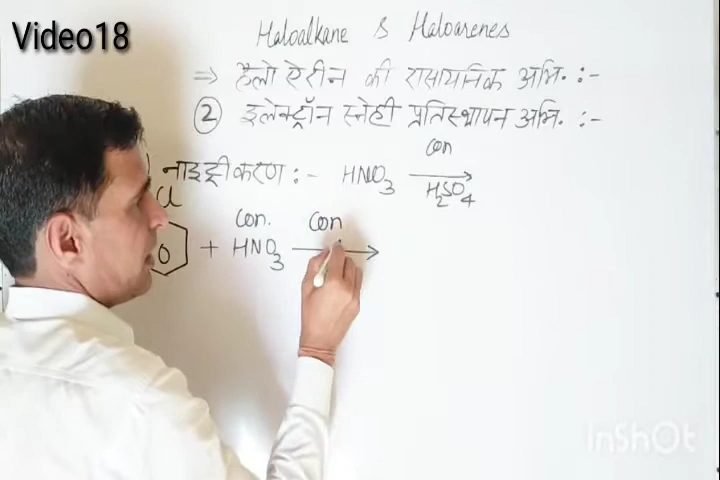 Video18
Haloalkane & Haloarenes
⇒ हैलो ऐरीन की रासायनिक अभि. :-
② इलेक्ट्रॉन स्नेही प्रतिस्थापन अभि. :-
con
नाइट्रीकरण :- HNO3 → H2SO4
Cl
Con. Con
+ HNO3 →
InShOt